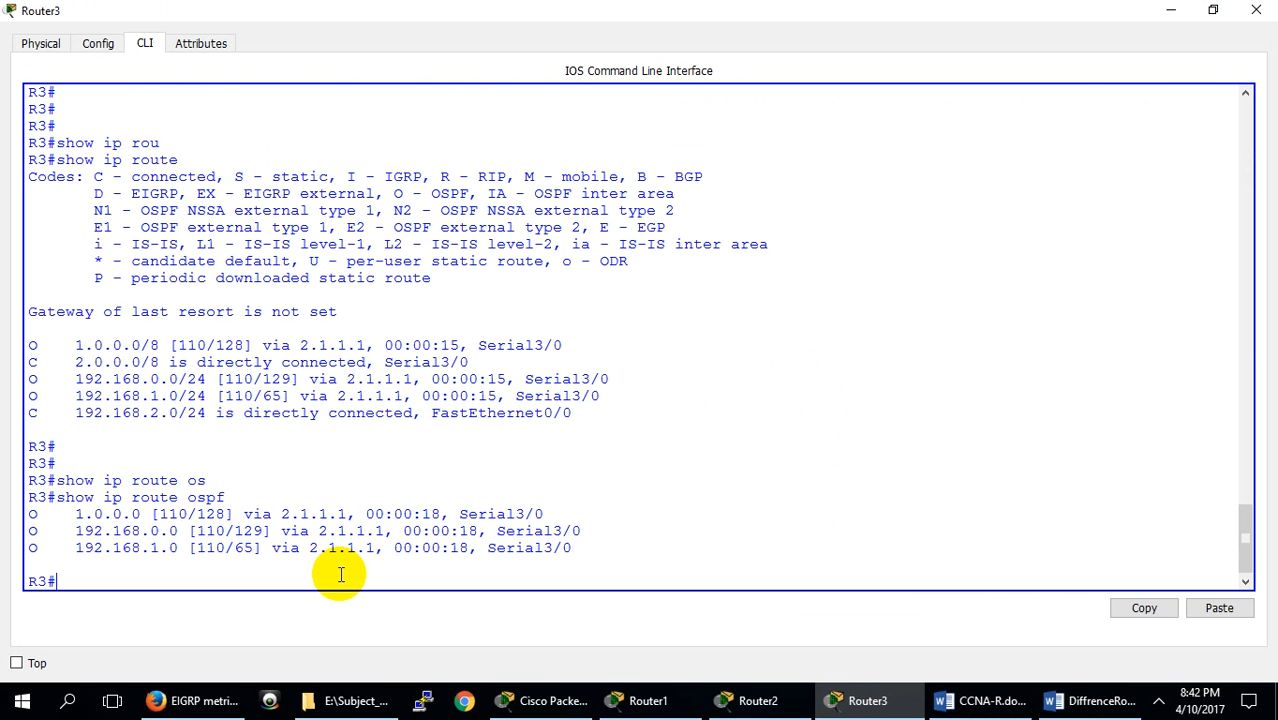 Router3
Physical Config CLI Attributes
IOS Command Line Interface
R3#
R3#
R3#
R3#show ip rou
R3#show ip route
Codes: C - connected, S - static, I - IGRP, R - RIP, M - mobile, B - BGP
D - EIGRP, EX - EIGRP external, O - OSPF, IA - OSPF inter area
N1 - OSPF NSSA external type 1, N2 - OSPF NSSA external type 2
E1 - OSPF external type 1, E2 - OSPF external type 2, E - EGP
i - IS-IS, L1 - IS-IS level-1, L2 - IS-IS level-2, ia - IS-IS inter area
* - candidate default, U - per-user static route, o - ODR
P - periodic downloaded static route
Gateway of last resort is not set
O 1.0.0.0/8 [110/128] via 2.1.1.1, 00:00:15, Serial3/0
C 2.0.0.0/8 is directly connected, Serial3/0
O 192.168.0.0/24 [110/129] via 2.1.1.1, 00:00:15, Serial3/0
O 192.168.1.0/24 [110/65] via 2.1.1.1, 00:00:15, Serial3/0
C 192.168.2.0/24 is directly connected, FastEthernet0/0
R3#
R3#
R3#show ip route os
R3#show ip route ospf
O 1.0.0.0 [110/128] via 2.1.1.1, 00:00:18, Serial3/0
O 192.168.0.0 [110/129] via 2.1.1.1, 00:00:18, Serial3/0
O 192.168.1.0 [110/65] via 2.1.1.1, 00:00:18, Serial3/0
R3#
Copy Paste
Top
EIGRP metri... E:\Subject_... Cisco Packe... Router1 Router2 Router3 CCNA-R.do... DiffrenceRo... 8:42 PM
4/10/2017